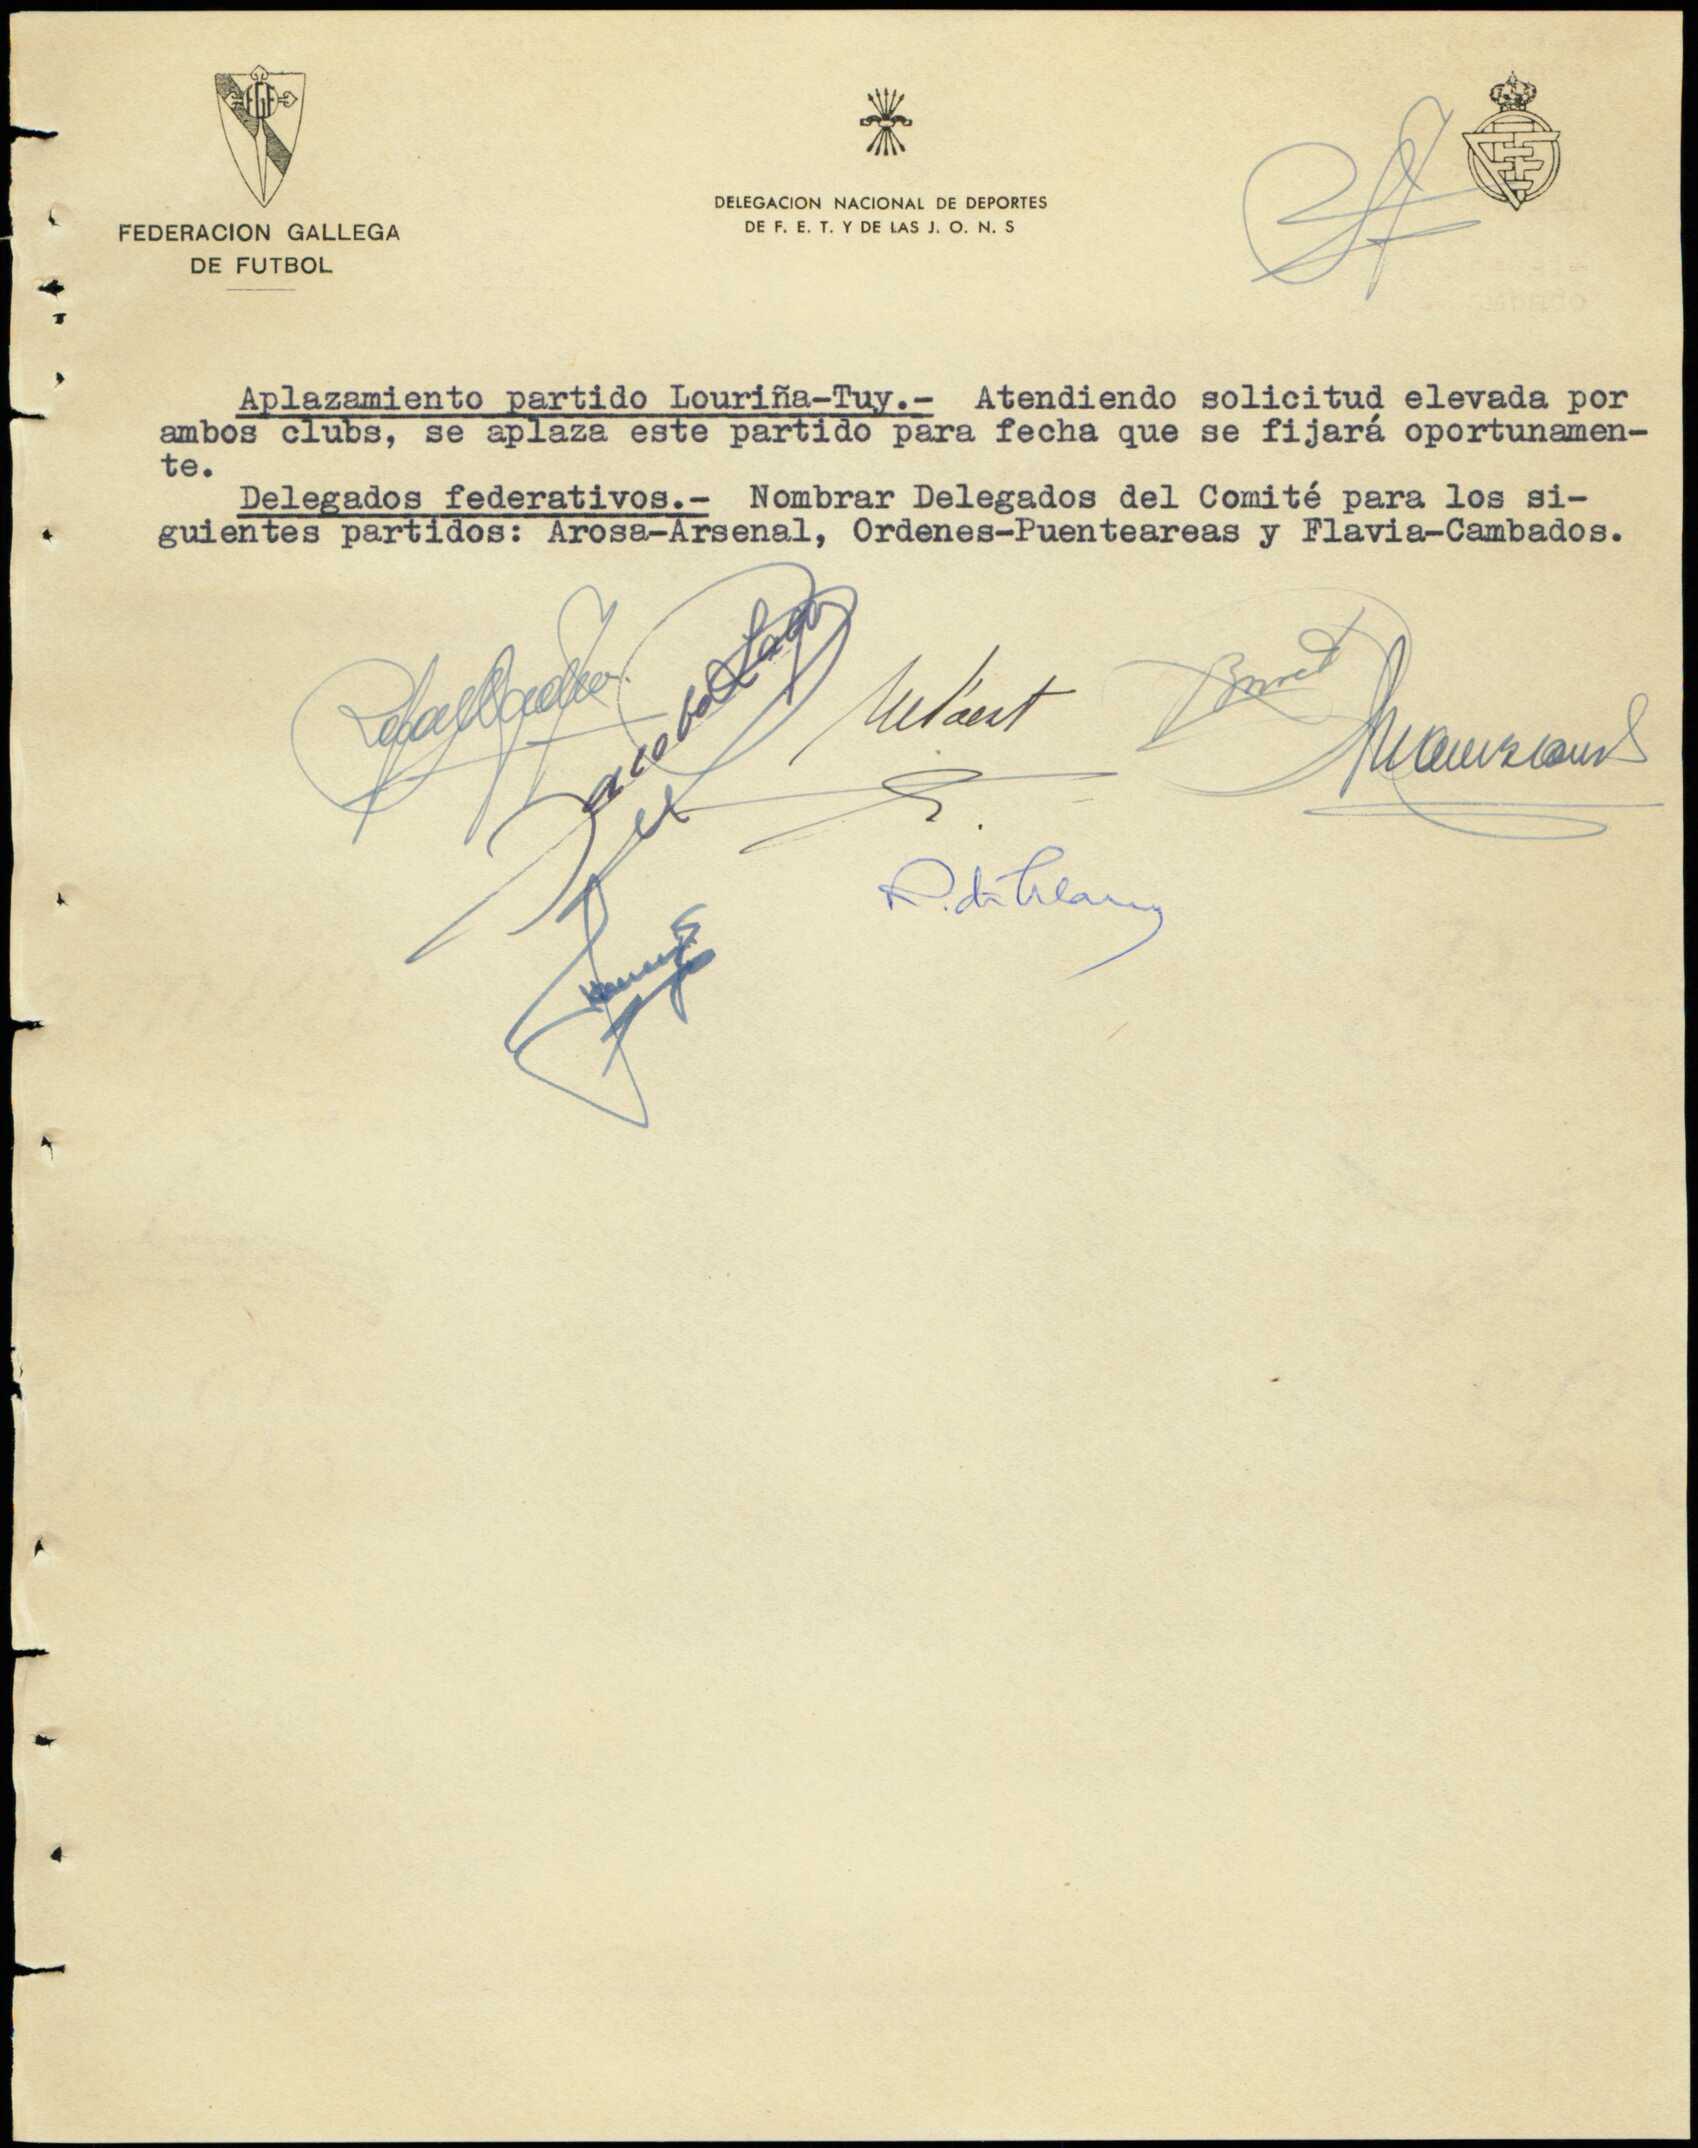 FEDERACION GALLEGA
DE FUTBOL
DELEGACION NACIONAL DE DEPORTES
DE F. E. T. Y DE LAS J. O. N. S
Aplazamiento partido Louriña-Tuy.- Atendiendo solicitud elevada por
ambos clubs, se aplaza este partido para fecha que se fijará oportunamen-
te.
Delegados federativos.- Nombrar Delegados del Comité para los si-
guientes partidos: Arosa-Arsenal, Ordenes-Puenteareas y Flavia-Cambados.